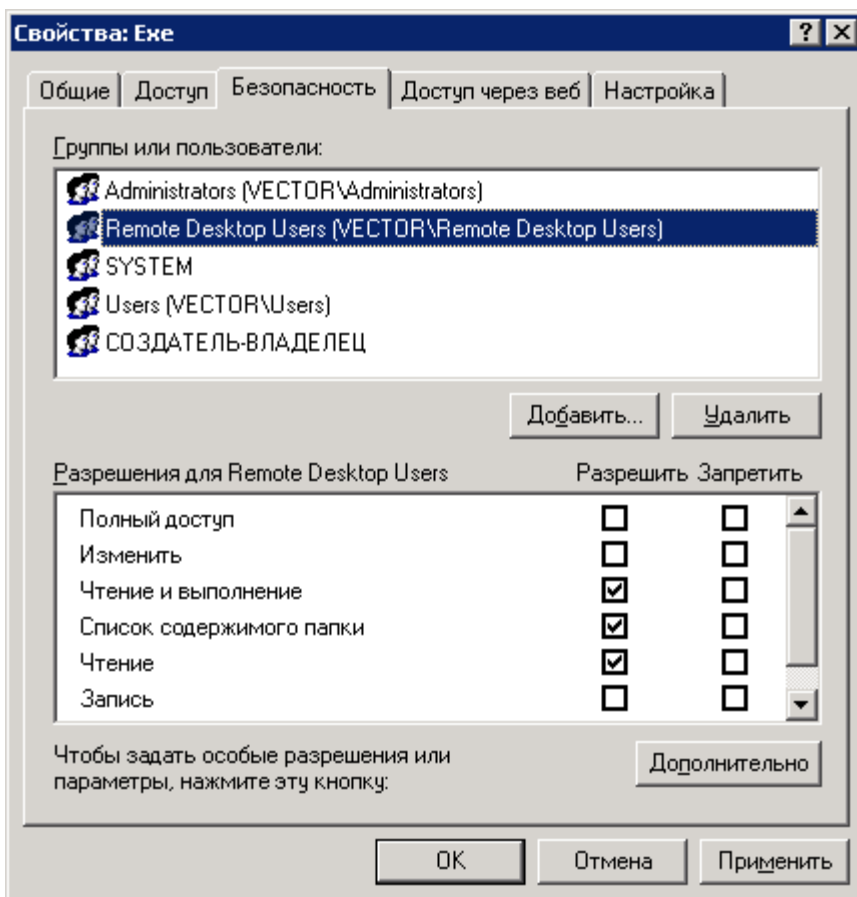 Свойства: Exe
Общие Доступ Безопасность Доступ через веб Настройка
Группы или пользователи:
Administrators (VECTOR\Administrators)
Remote Desktop Users (VECTOR\Remote Desktop Users)
SYSTEM
Users (VECTOR\Users)
СОЗДАТЕЛЬ-ВЛАДЕЛЕЦ
Добавить... Удалить
Разрешения для Remote Desktop Users Разрешить Запретить
Полный доступ
Изменить
Чтение и выполнение
Список содержимого папки
Чтение
Запись
Чтобы задать особые разрешения или
параметры, нажмите эту кнопку:
Дополнительно
OK Отмена Применить